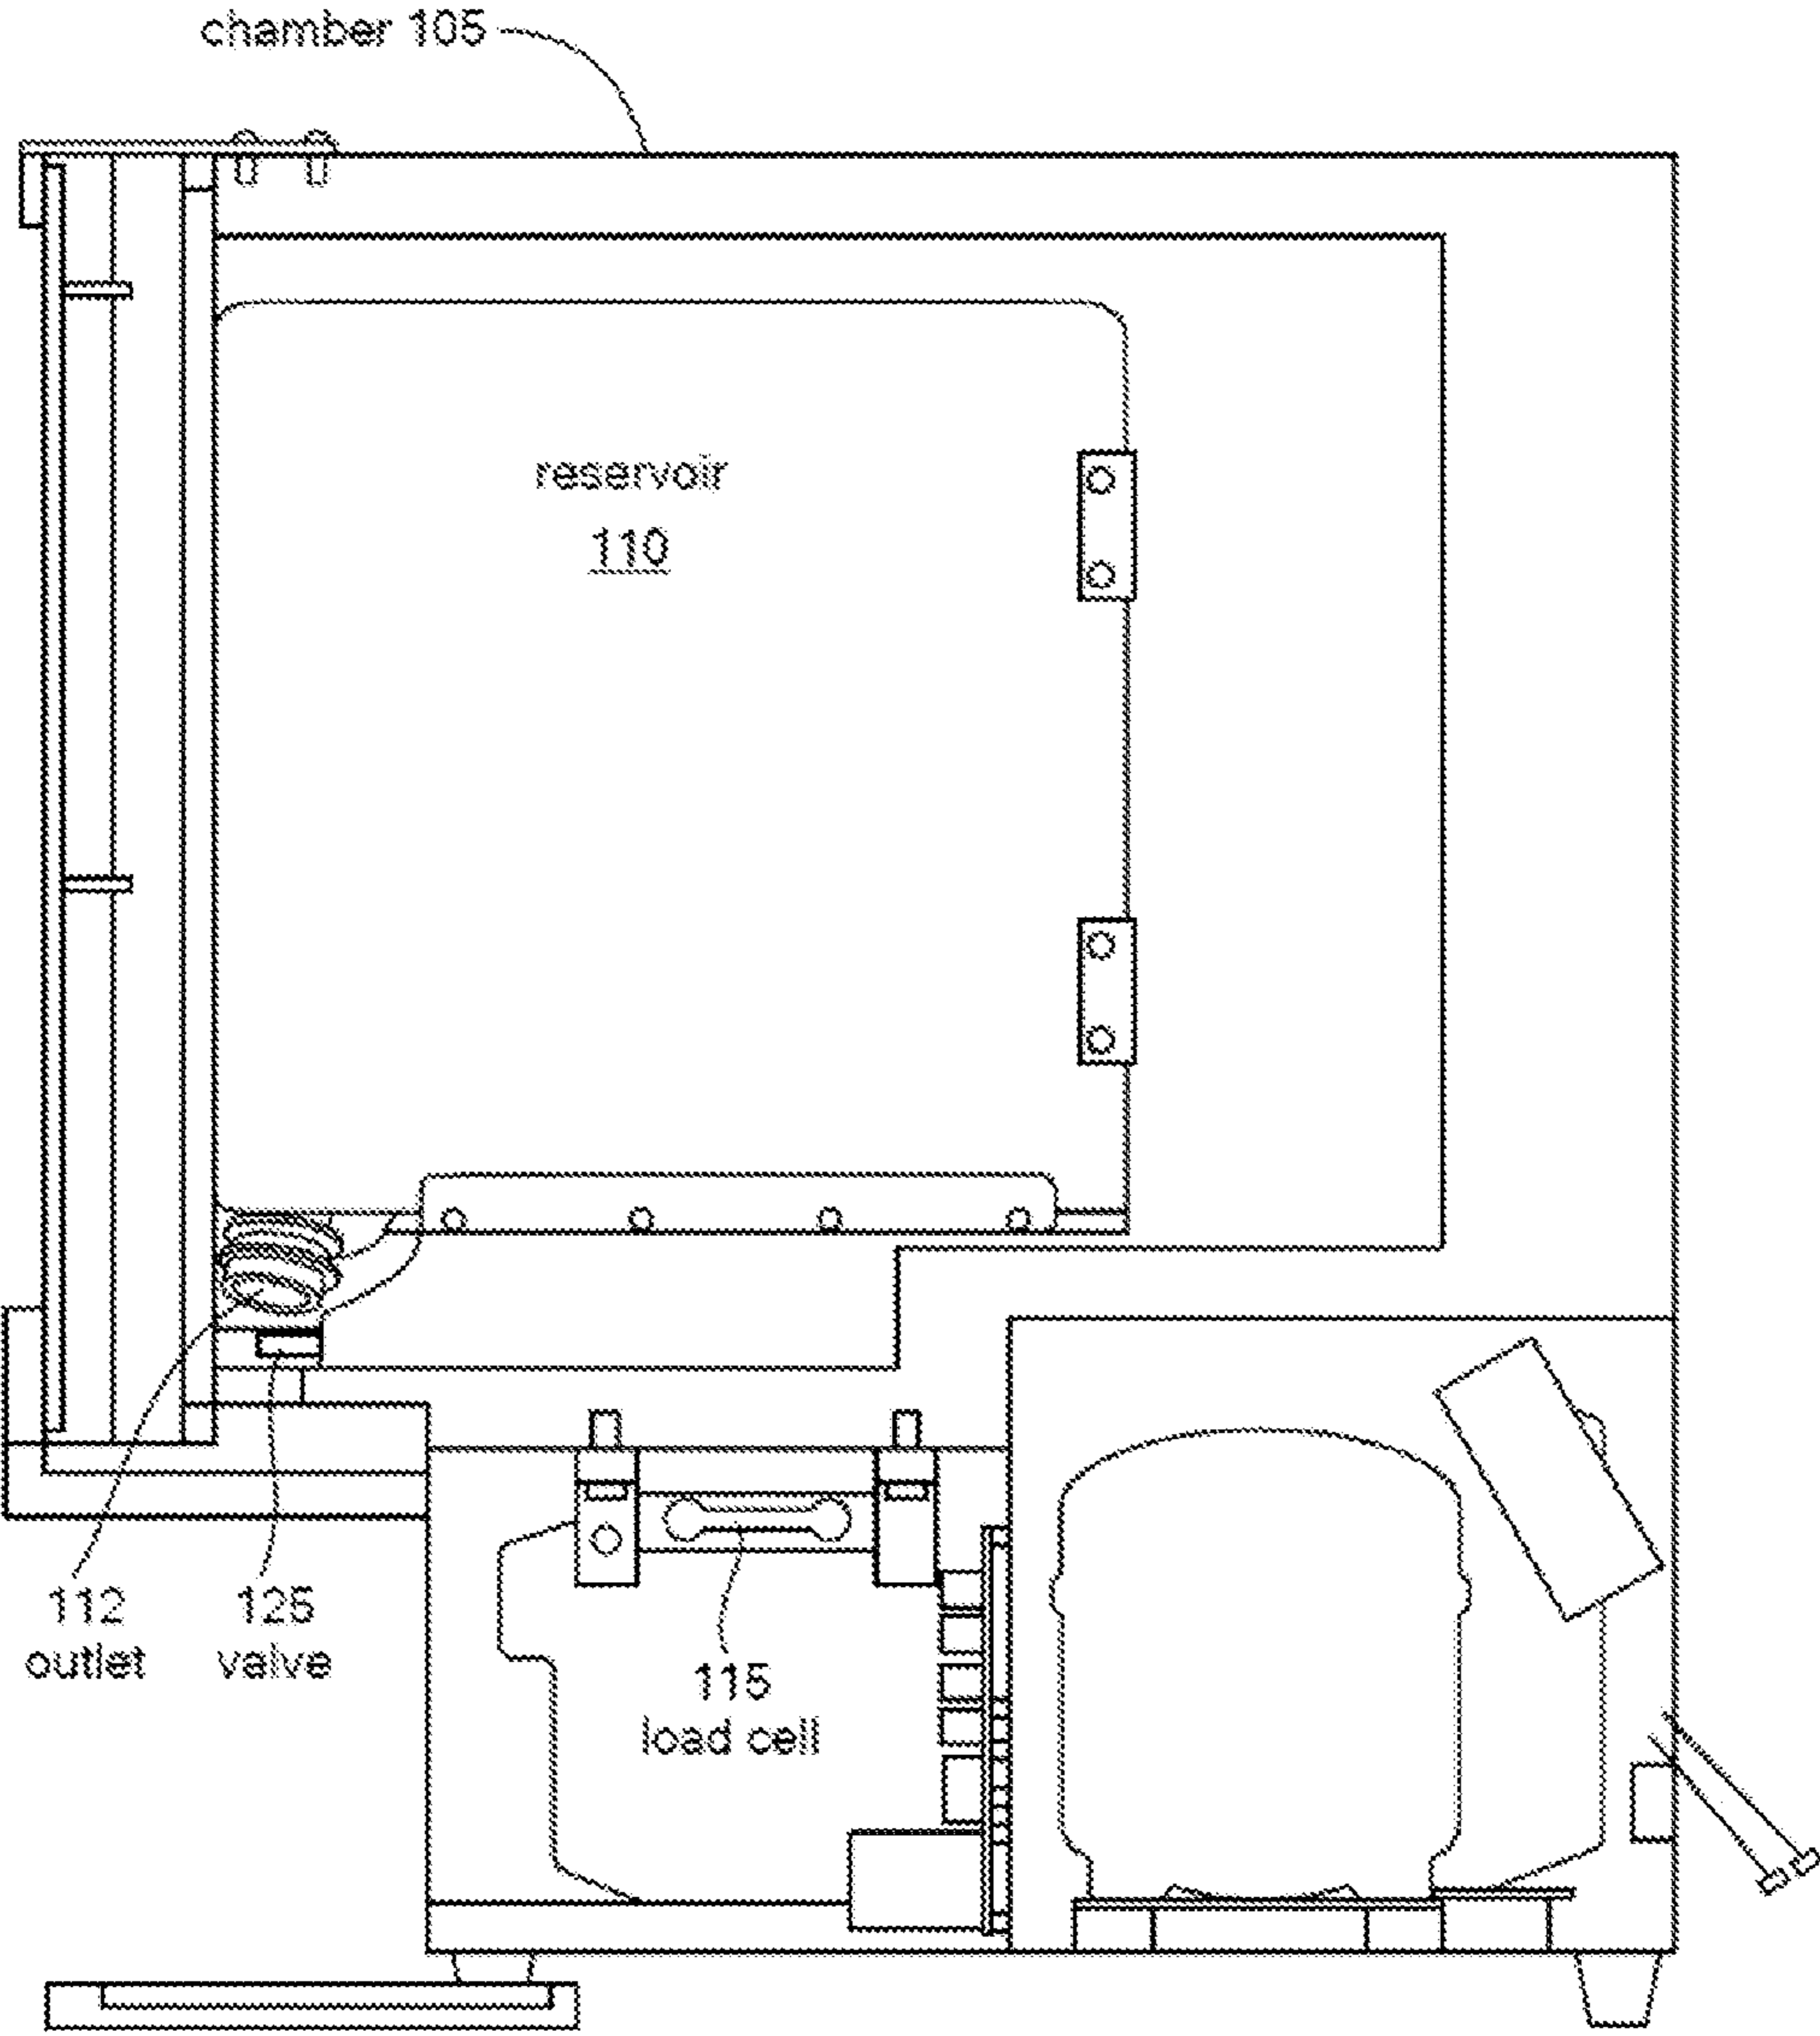 chamber 105
reservoir
110
112
outlet
125
valve
115
load cell